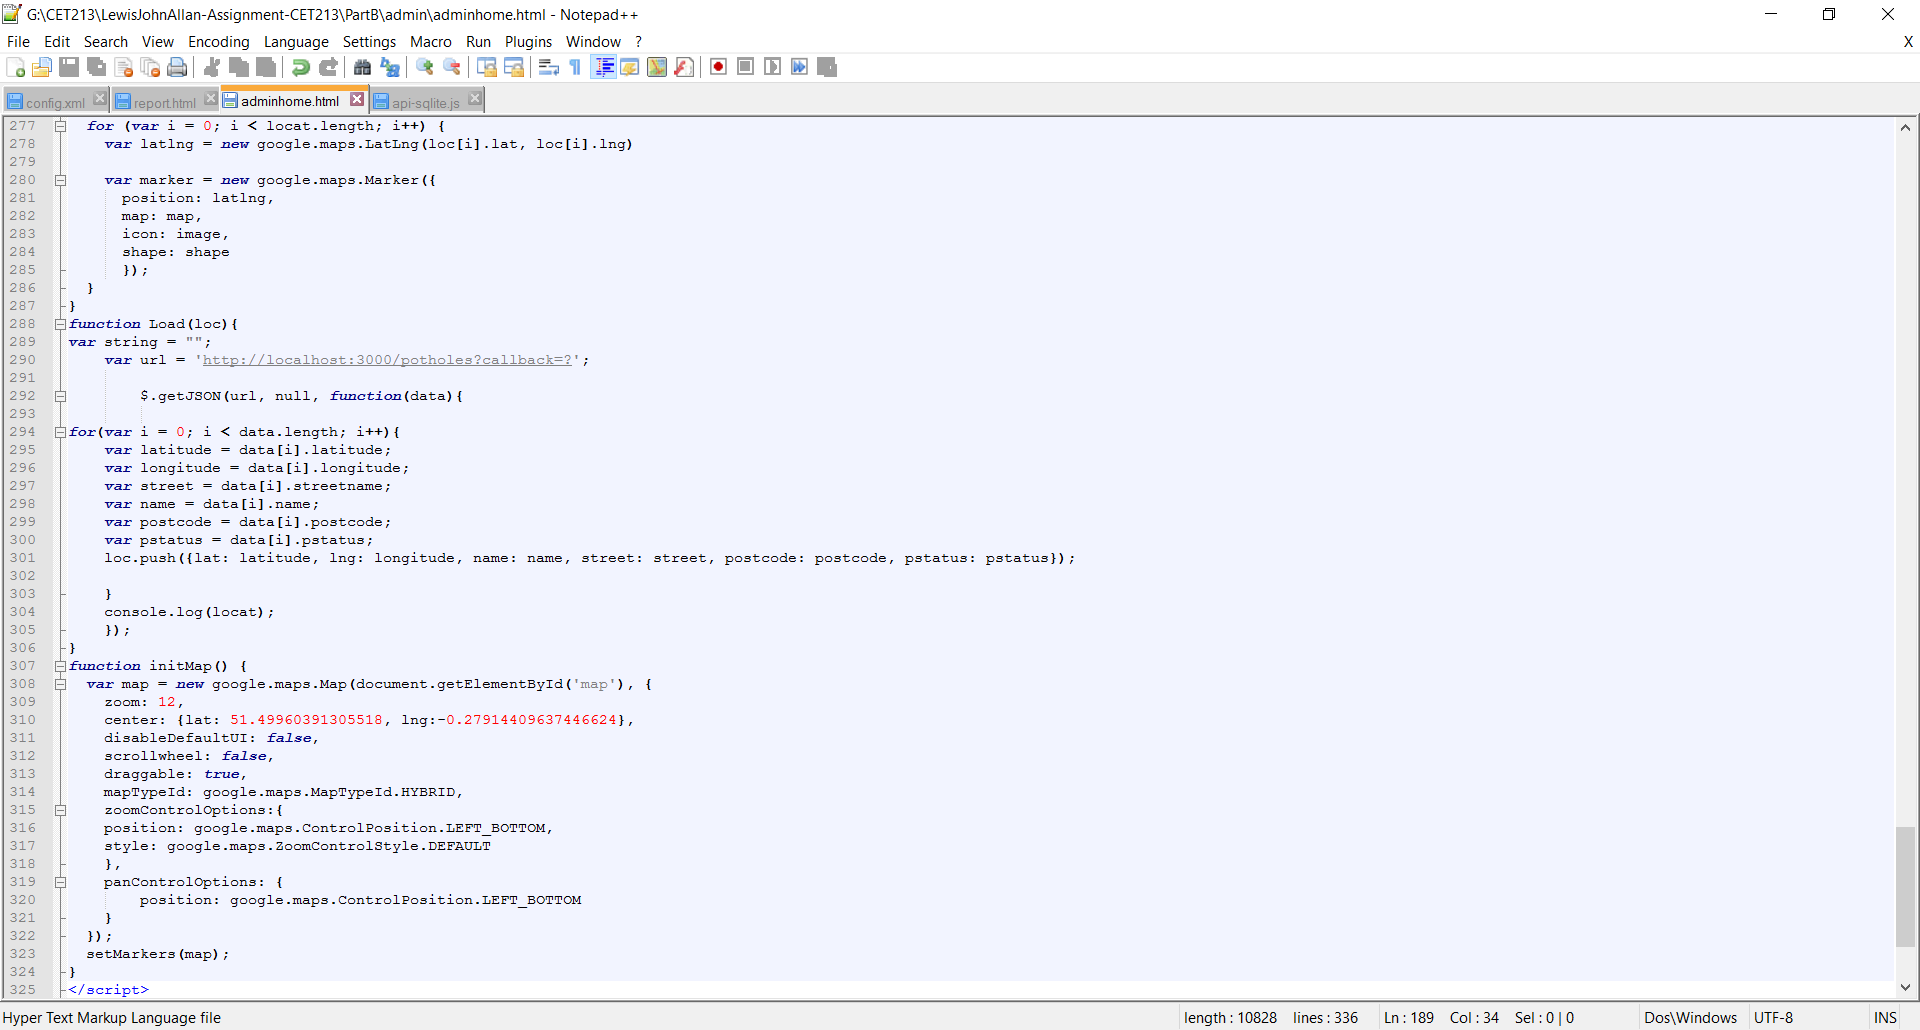 G:\CET213\LewisJohnAllan-Assignment-CET213\PartB\admin\adminhome.html - Notepad++
File Edit Search View Encoding Language Settings Macro Run Plugins Window ? X
config.xml report.html adminhome.html api-sqlite.js
277 for (var i = 0; i < locat.length; i++) {
278 var latlng = new google.maps.LatLng(loc[i].lat, loc[i].lng)
279
280 var marker = new google.maps.Marker({
281 position: latlng,
282 map: map,
283 icon: image,
284 shape: shape
285 });
286 }
287 }
288 function Load(loc){
289 var string = "";
290 var url = 'http://localhost:3000/potholes?callback=?';
291
292 $.getJSON(url, null, function(data){
293
294 for(var i = 0; i < data.length; i++){
295 var latitude = data[i].latitude;
296 var longitude = data[i].longitude;
297 var street = data[i].streetname;
298 var name = data[i].name;
299 var postcode = data[i].postcode;
300 var pstatus = data[i].pstatus;
301 loc.push({lat: latitude, lng: longitude, name: name, street: street, postcode: postcode, pstatus: pstatus});
302
303 }
304 console.log(locat);
305 });
306 }
307 function initMap() {
308 var map = new google.maps.Map(document.getElementById('map'), {
309 zoom: 12,
310 center: {lat: 51.49960391305518, lng:-0.27914409637446624},
311 disableDefaultUI: false,
312 scrollwheel: false,
313 draggable: true,
314 mapTypeId: google.maps.MapTypeId.HYBRID,
315 zoomControlOptions:{
316 position: google.maps.ControlPosition.LEFT_BOTTOM,
317 style: google.maps.ZoomControlStyle.DEFAULT
318 },
319 panControlOptions: {
320 position: google.maps.ControlPosition.LEFT_BOTTOM
321 }
322 });
323 setMarkers(map);
324 }
325 </script>
Hyper Text Markup Language file length : 10828 lines : 336 Ln : 189 Col : 34 Sel : 0 | 0 Dos\Windows UTF-8 INS